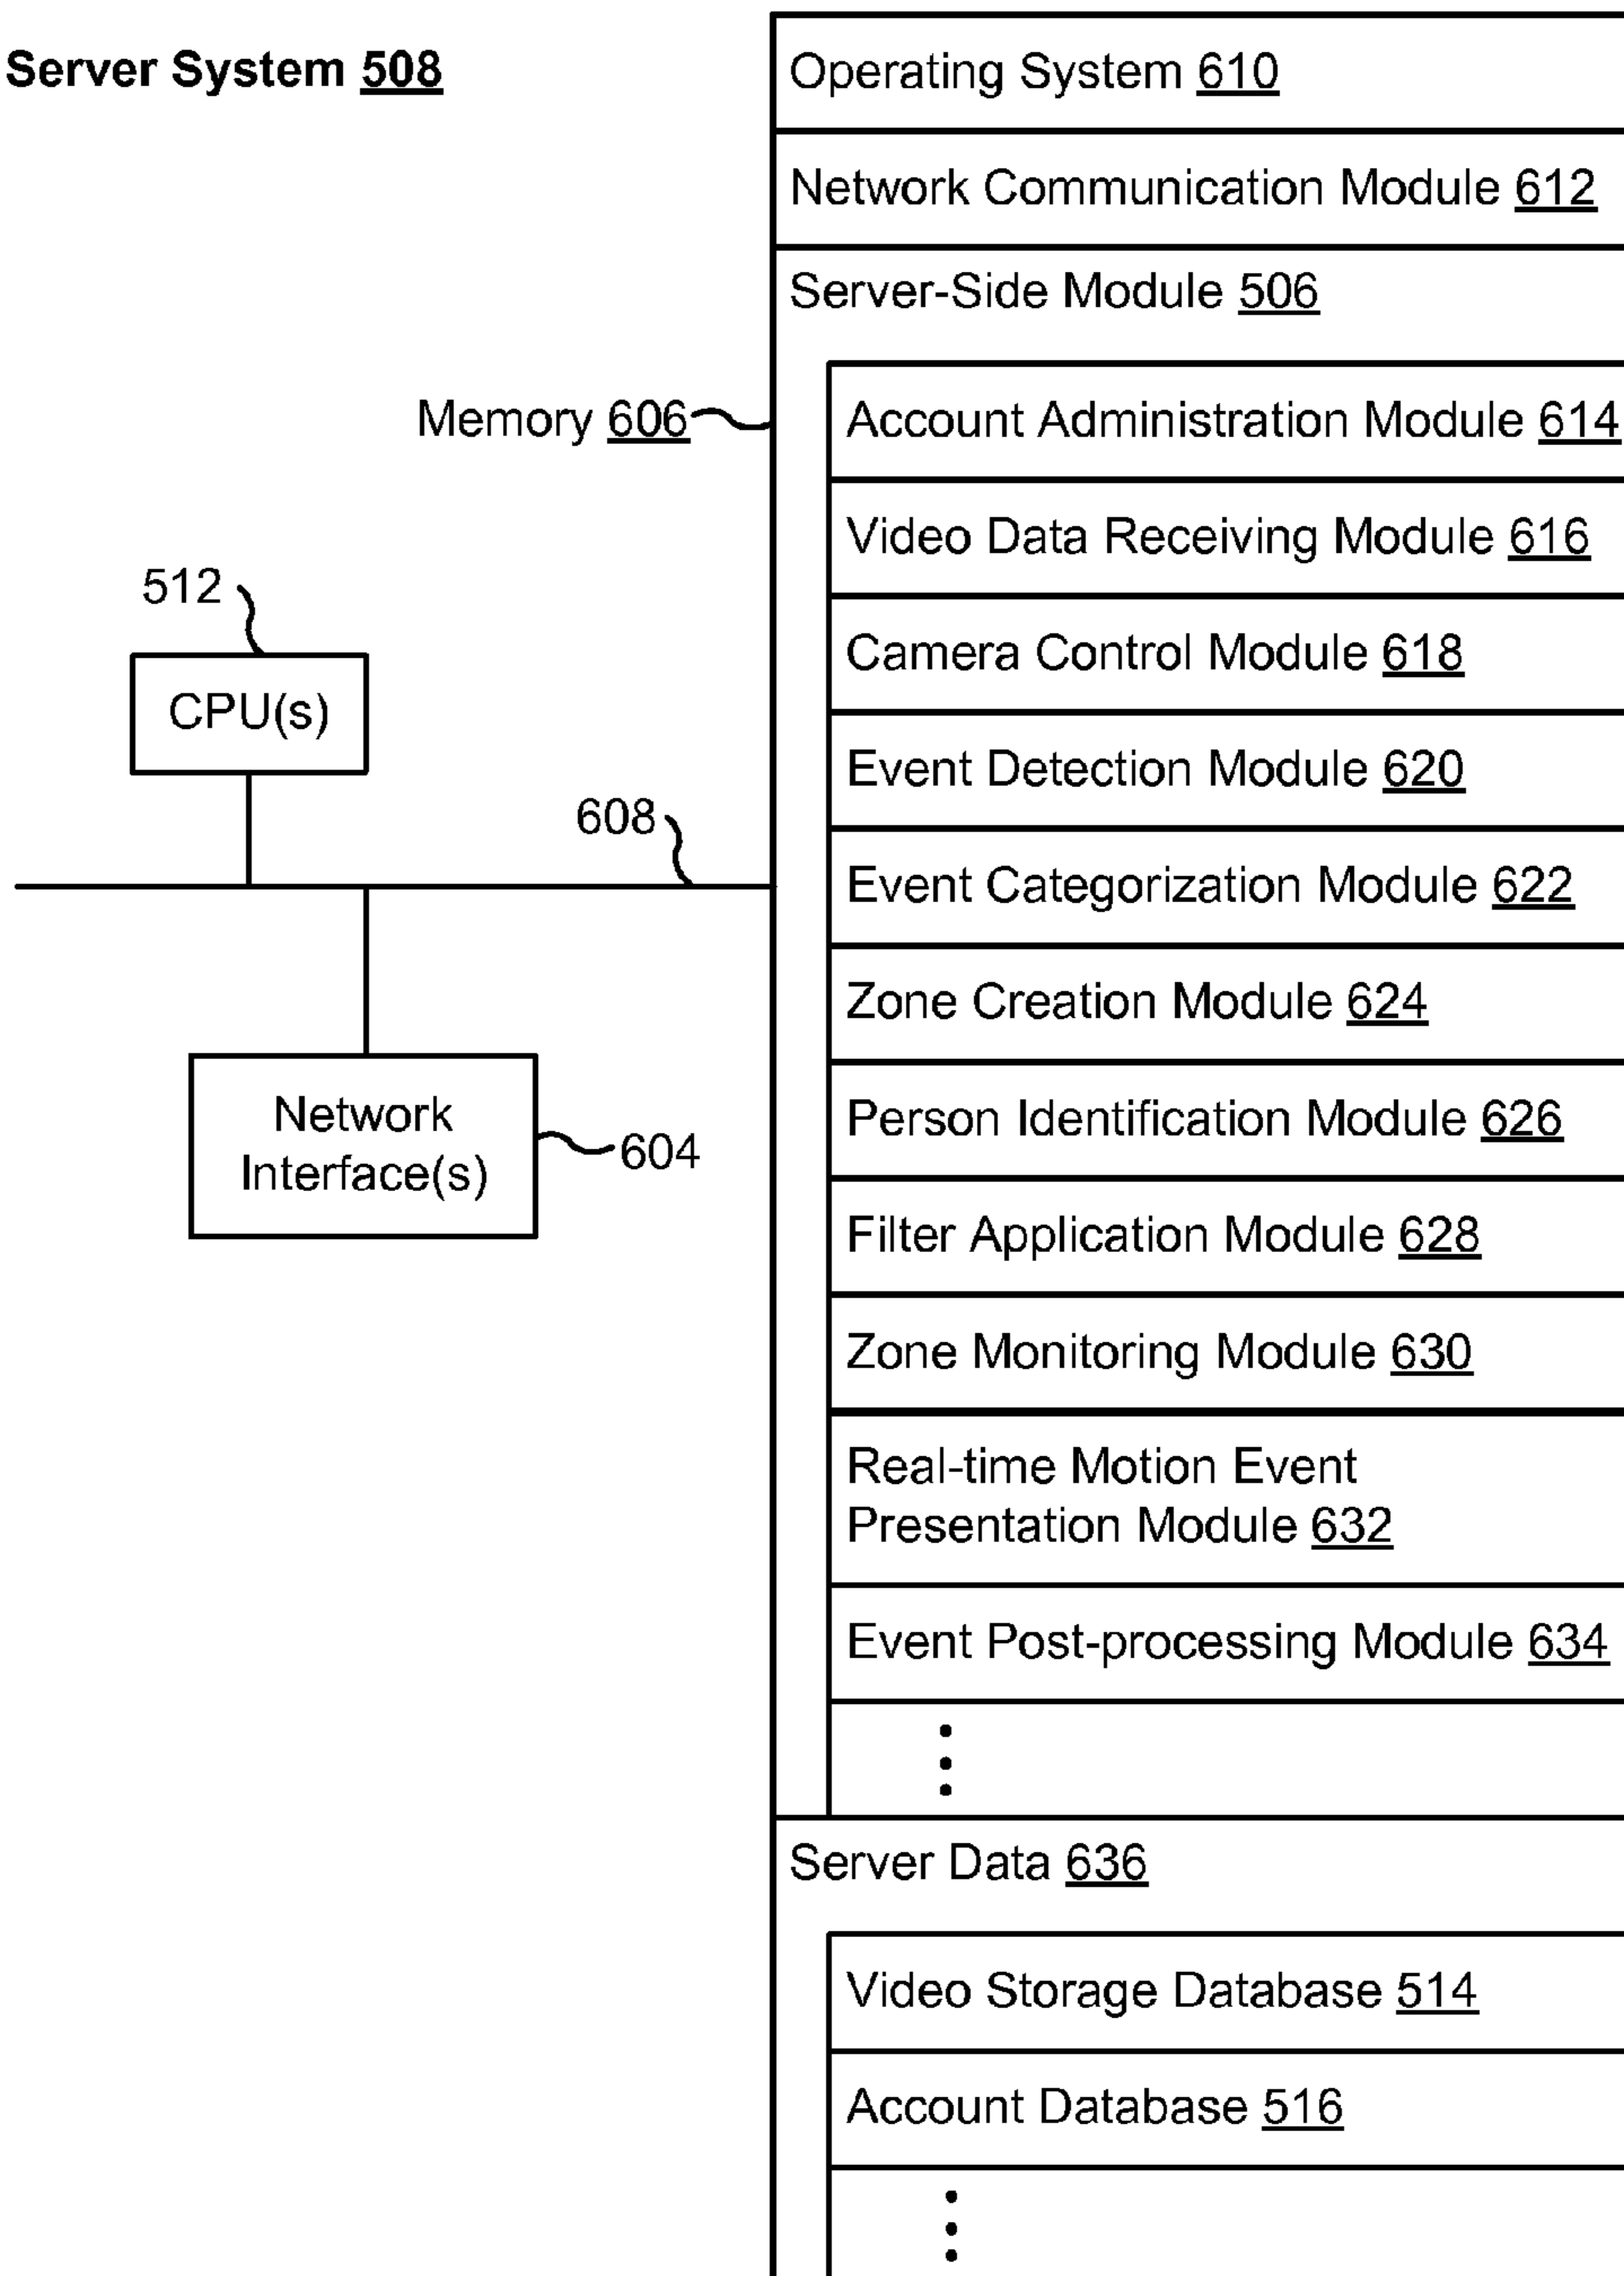 Server System 508
Operating System 610
Network Communication Module 612
Server-Side Module 506
Memory 606
Account Administration Module 614
Video Data Receiving Module 616
512
Camera Control Module 618
CPU(s)
Event Detection Module 620
608
Event Categorization Module 622
Zone Creation Module 624
Network
Interface(s)
604
Person Identification Module 626
Filter Application Module 628
Zone Monitoring Module 630
Real-time Motion Event
Presentation Module 632
Event Post-processing Module 634
Server Data 636
Video Storage Database 514
Account Database 516